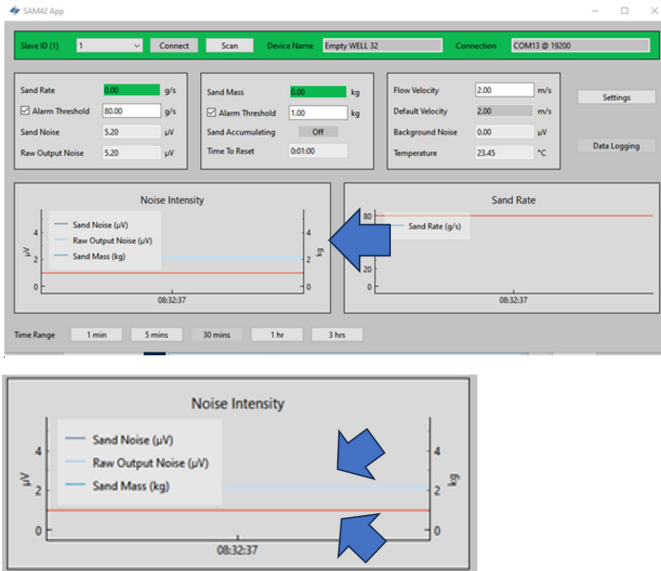 SAM42 App
Slave ID (1) 1 Connect Scan Device Name Empty WELL 32 Connection COM13 @ 19200
Sand Rate 0.00 g/s
Alarm Threshold 80.00 g/s
Sand Noise 5.20 µV
Raw Output Noise 5.20 µV
Sand Mass 0.00 kg
Alarm Threshold 1.00 kg
Sand Accumulating Off
Time To Reset 0:01:00
Flow Velocity 2.00 m/s
Default Velocity 2.00 m/s
Background Noise 0.00 µV
Temperature 23.45 °C
Settings
Data Logging
Noise Intensity
Sand Noise (µV)
Raw Output Noise (µV)
Sand Mass (kg)
µV
4
2
0
4
2
0
kg
08:32:37
Sand Rate
Sand Rate (g/s)
80
20
0
08:32:37
Time Range 1 min 5 mins 30 mins 1 hr 3 hrs
Noise Intensity
Sand Noise (µV)
Raw Output Noise (µV)
Sand Mass (kg)
µV
4
2
0
4
2
0
kg
08:32:37